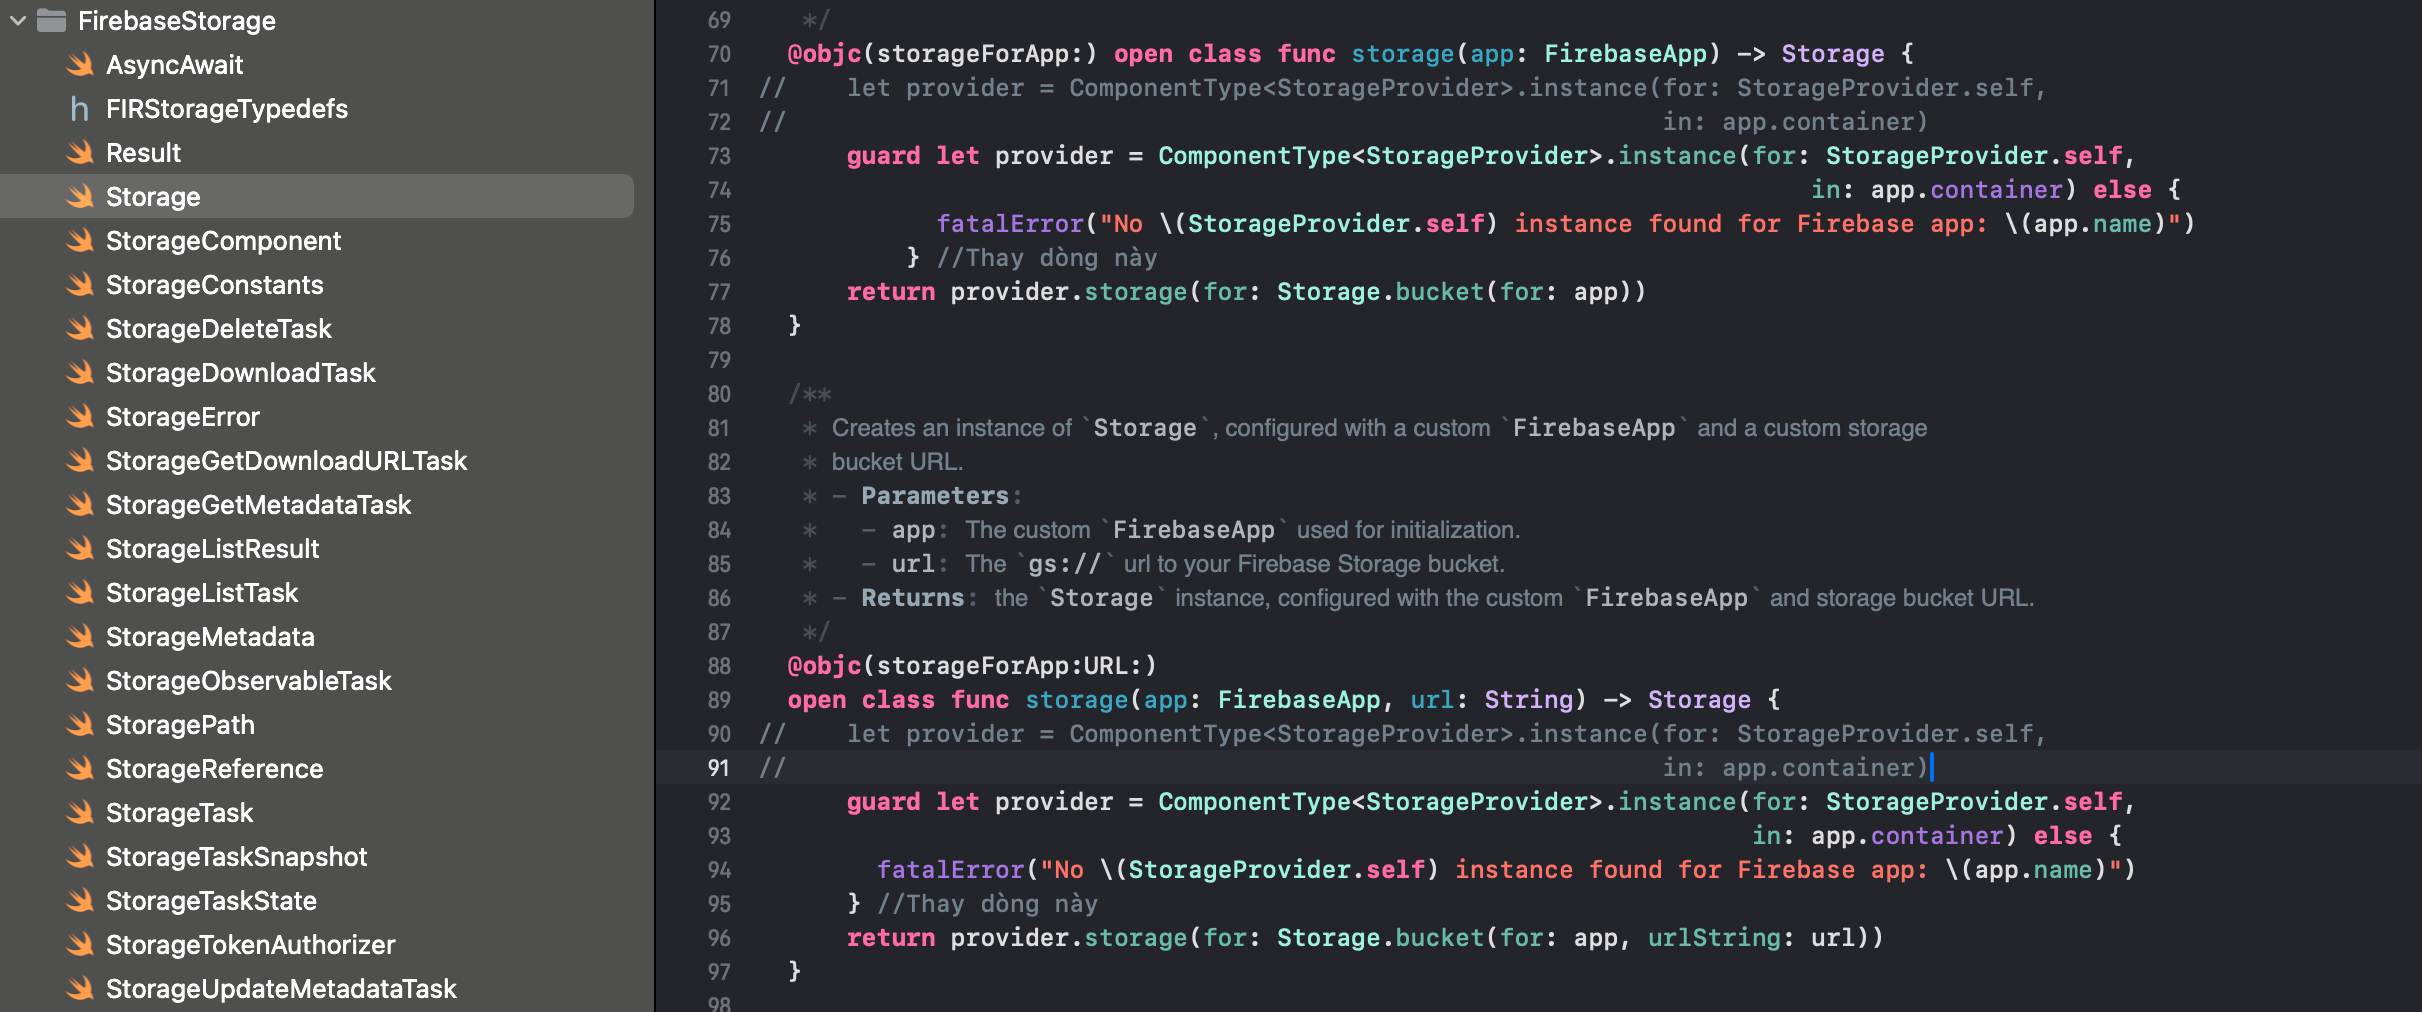 FirebaseStorage
AsyncAwait
FIRStorageTypedefs
Result
Storage
StorageComponent
StorageConstants
StorageDeleteTask
StorageDownloadTask
StorageError
StorageGetDownloadURLTask
StorageGetMetadataTask
StorageListResult
StorageListTask
StorageMetadata
StorageObservableTask
StoragePath
StorageReference
StorageTask
StorageTaskSnapshot
StorageTaskState
StorageTokenAuthorizer
StorageUpdateMetadataTask
69 */
70 @objc(storageForApp:) open class func storage(app: FirebaseApp) -> Storage {
71 // let provider = ComponentType<StorageProvider>.instance(for: StorageProvider.self,
72 // in: app.container)
73 guard let provider = ComponentType<StorageProvider>.instance(for: StorageProvider.self,
74 in: app.container) else {
75 fatalError("No \(StorageProvider.self) instance found for Firebase app: \(app.name)")
76 } //Thay dòng này
77 return provider.storage(for: Storage.bucket(for: app))
78 }
79
80 /**
81 * Creates an instance of `Storage`, configured with a custom `FirebaseApp` and a custom storage
82 * bucket URL.
83 * - Parameters:
84 * - app: The custom `FirebaseApp` used for initialization.
85 * - url: The `gs://` url to your Firebase Storage bucket.
86 * - Returns: the `Storage` instance, configured with the custom `FirebaseApp` and storage bucket URL.
87 */
88 @objc(storageForApp:URL:)
89 open class func storage(app: FirebaseApp, url: String) -> Storage {
90 // let provider = ComponentType<StorageProvider>.instance(for: StorageProvider.self,
91 // in: app.container)
92 guard let provider = ComponentType<StorageProvider>.instance(for: StorageProvider.self,
93 in: app.container) else {
94 fatalError("No \(StorageProvider.self) instance found for Firebase app: \(app.name)")
95 } //Thay dòng này
96 return provider.storage(for: Storage.bucket(for: app, urlString: url))
97 }
98